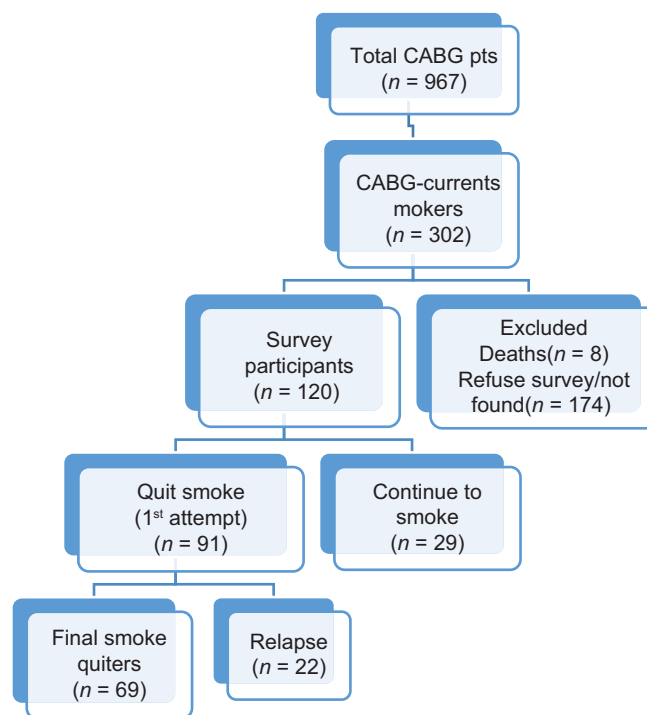 Total CABG pts
(n = 967)
CABG-currents
mokers
(n = 302)
Survey
participants
(n = 120)
Excluded
Deaths(n = 8)
Refuse survey/not
found(n = 174)
Quit smoke
(1st attempt)
(n = 91)
Continue to
smoke
(n = 29)
Final smoke
quiters
(n = 69)
Relapse
(n = 22)